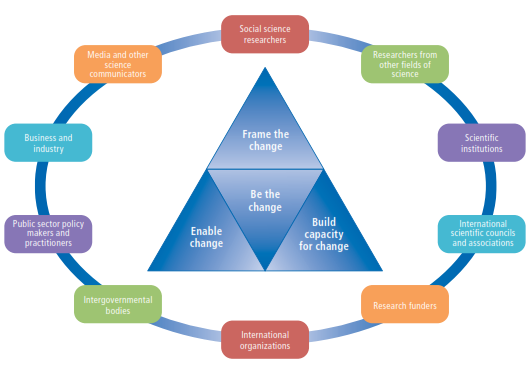 Social science
researchers
Media and other
science
communicators
Researchers from
other fields of
science
Business and
industry
Frame the
change
Scientific
institutions
Be the
change
Public sector policy
makers and
practitioners
Enable
change
Build
capacity
for change
International
scientific councils
and associations
Intergovernmental
bodies
Research funders
International
organizations